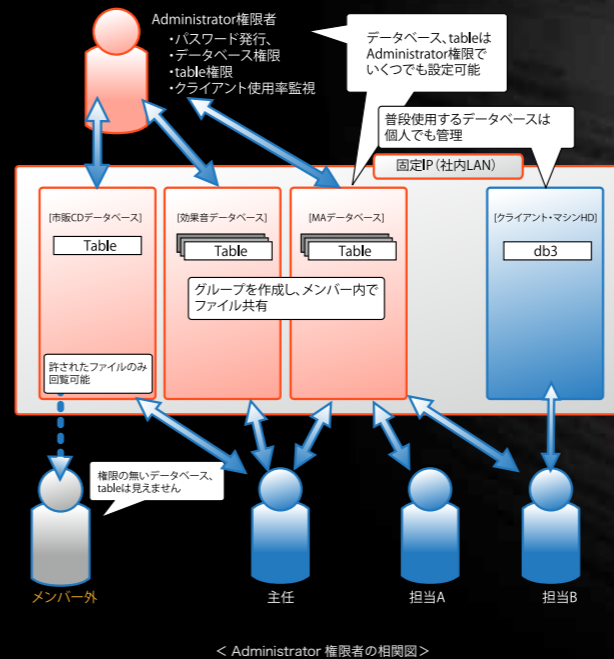 Administrator権限者
・パスワード発行、
・データベース権限
・table権限
・クライアント使用率監視
データベース、tableは
Administrator権限で
いくつでも設定可能
普段使用するデータベースは
個人でも管理
固定IP（社内LAN）
[市販CDデータベース]
Table
[効果音データベース]
Table
[MAデータベース]
Table
[クライアント・マシンHD]
db3
グループを作成し、メンバー内で
ファイル共有
許されたファイルのみ
回覧可能
権限の無いデータベース、
tableは見えません
メンバー外
主任
担当A
担当B
＜ Administrator 権限者の相関図＞